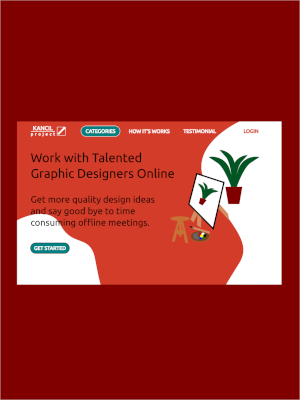 KANCIL
project
CATEGORIES
HOW IT'S WORKS
TESTIMONIAL
LOGIN
Work with Talented
Graphic Designers Online
Get more quality design ideas
and say good bye to time
consuming offline meetings.
GET STARTED